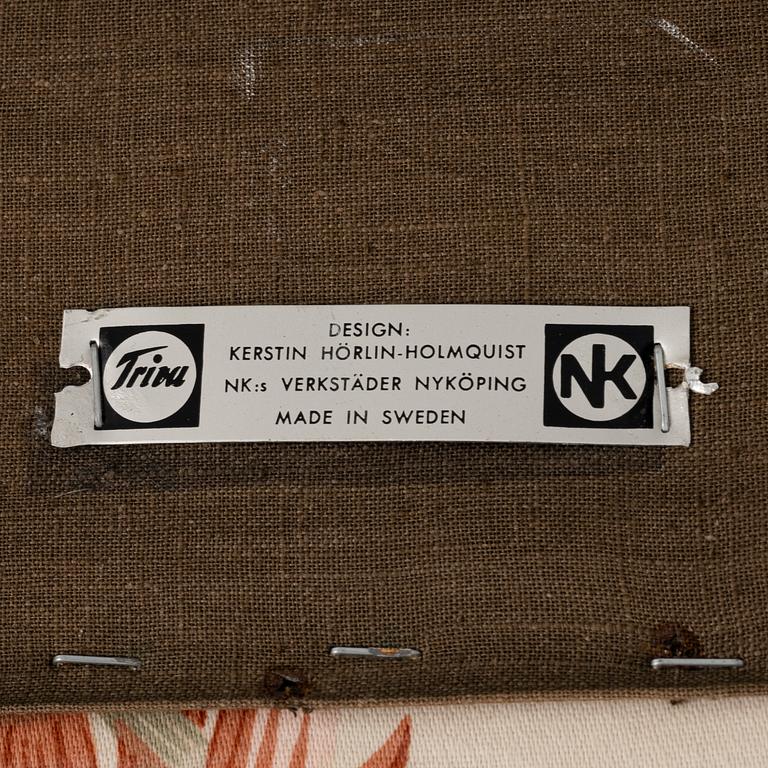 DESIGN:
KERSTIN HÖRLIN-HOLMQUIST
Triva
NK:s VERKSTÄDER NYKÖPING
NK
MADE IN SWEDEN